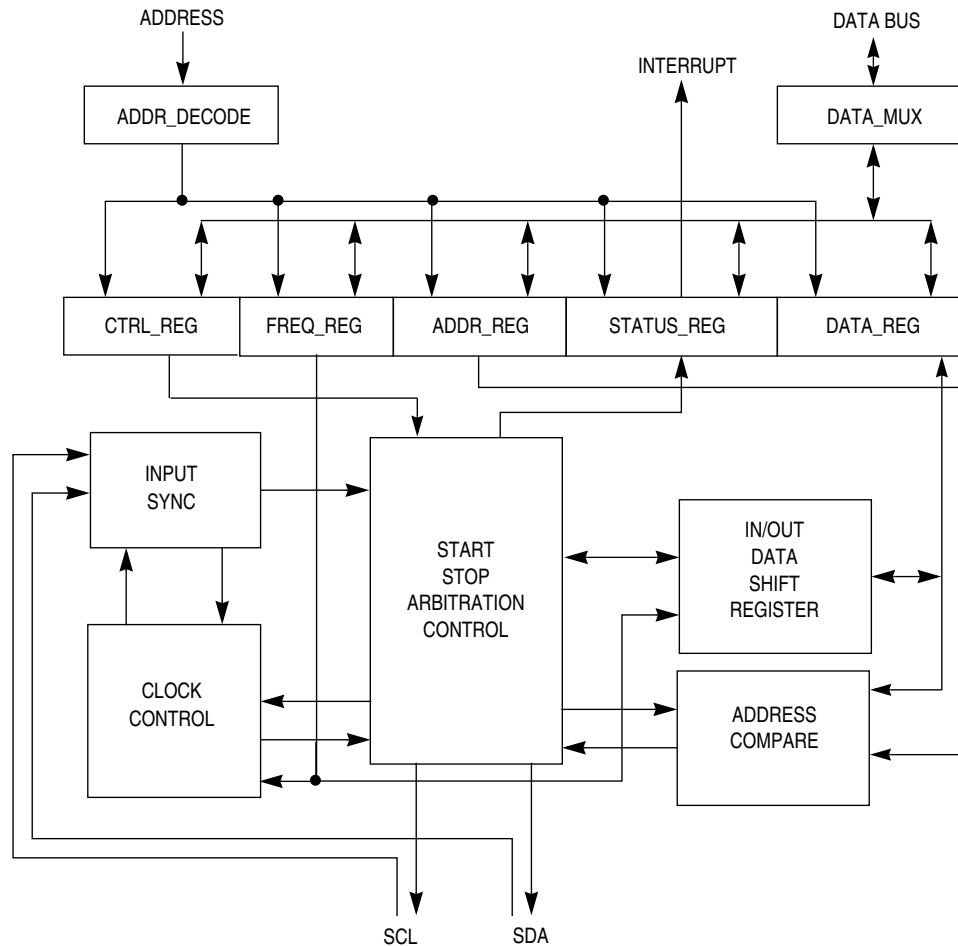 ADDRESS
DATA BUS
INTERRUPT
ADDR_DECODE
DATA_MUX
CTRL_REG
FREQ_REG
ADDR_REG
STATUS_REG
DATA_REG
INPUT
SYNC
START
STOP
ARBITRATION
CONTROL
IN/OUT
DATA
SHIFT
REGISTER
CLOCK
CONTROL
ADDRESS
COMPARE
SCL
SDA